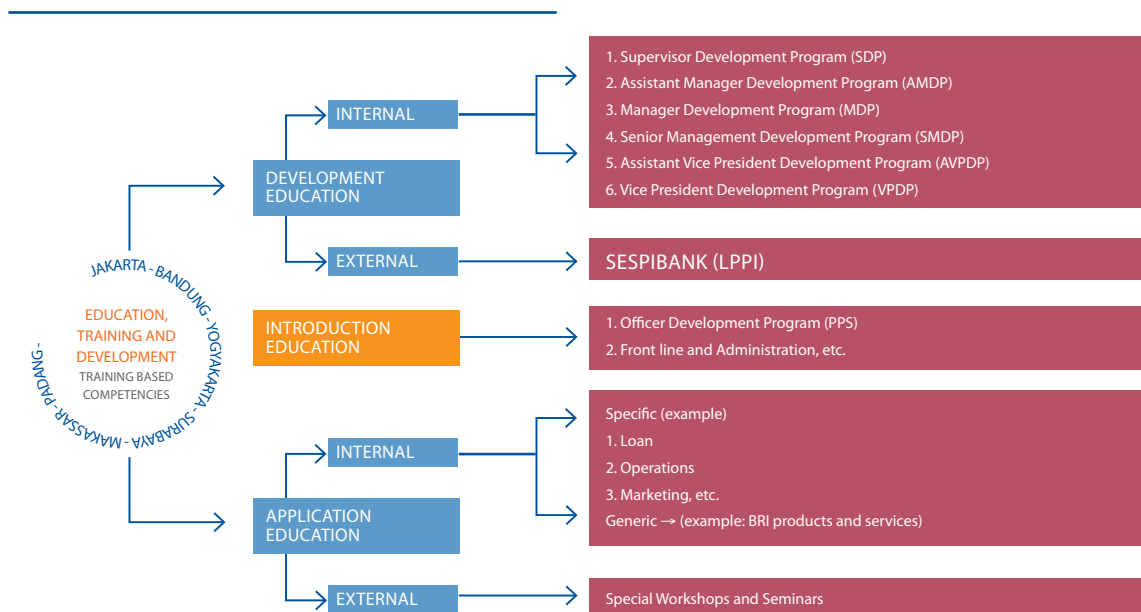 JAKARTA - BANDUNG - YOGYAKARTA - SURABAYA - MAKASSAR - PADANG -
EDUCATION,
TRAINING AND
DEVELOPMENT
TRAINING BASED
COMPETENCIES
DEVELOPMENT
EDUCATION
INTERNAL
1. Supervisor Development Program (SDP)
2. Assistant Manager Development Program (AMDP)
3. Manager Development Program (MDP)
4. Senior Management Development Program (SMDP)
5. Assistant Vice President Development Program (AVPDP)
6. Vice President Development Program (VPDP)
EXTERNAL
SESPIBANK (LPPI)
INTRODUCTION
EDUCATION
1. Officer Development Program (PPS)
2. Front line and Administration, etc.
APPLICATION
EDUCATION
INTERNAL
Specific (example)
1. Loan
2. Operations
3. Marketing, etc.
Generic → (example: BRI products and services)
EXTERNAL
Special Workshops and Seminars